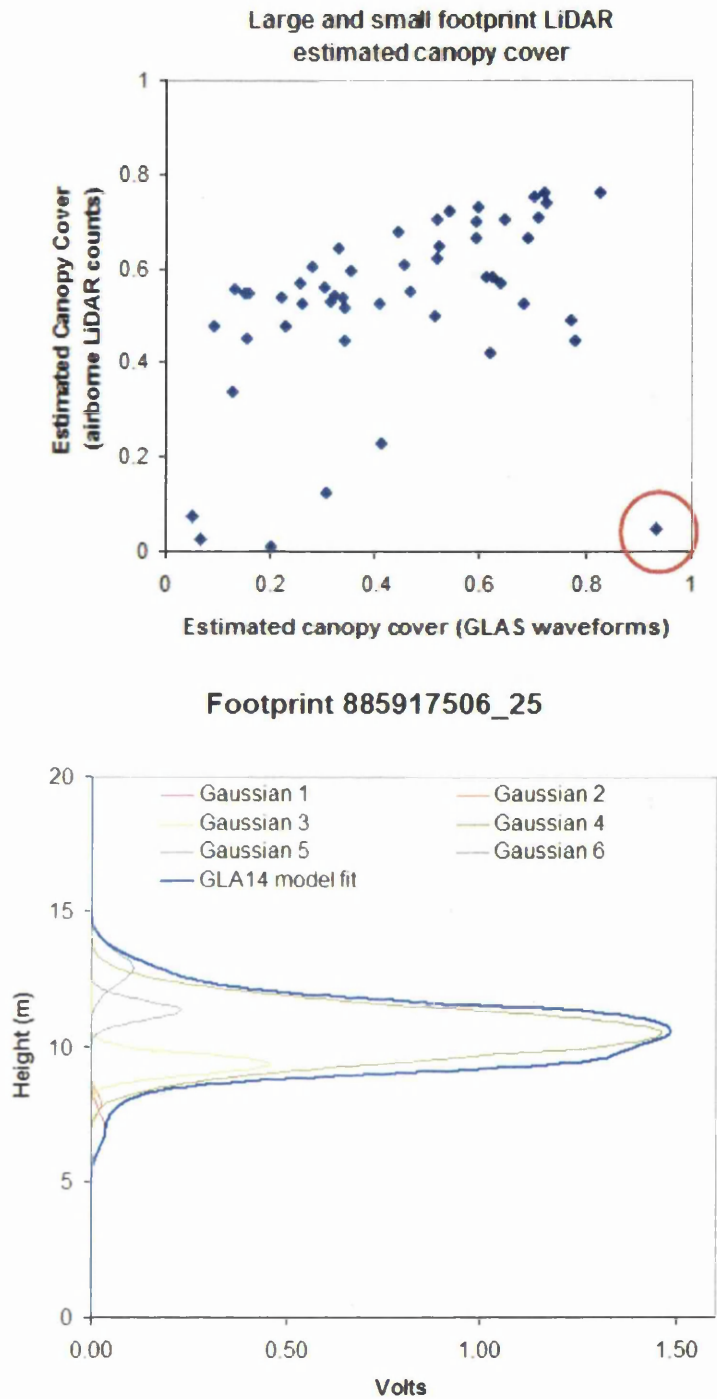 Large and small footprint LiDAR
estimated canopy cover
Estimated Canopy Cover
(airborne LiDAR counts)
1
0.8
0.6
0.4
0.2
0
0 0.2 0.4 0.6 0.8 1
Estimated canopy cover (GLAS waveforms)
Footprint 885917506_25
Height (m)
20
15
10
5
0
Gaussian 1 Gaussian 2
Gaussian 3 Gaussian 4
Gaussian 5 Gaussian 6
GLA14 model fit
0.00 0.50 1.00 1.50
Volts